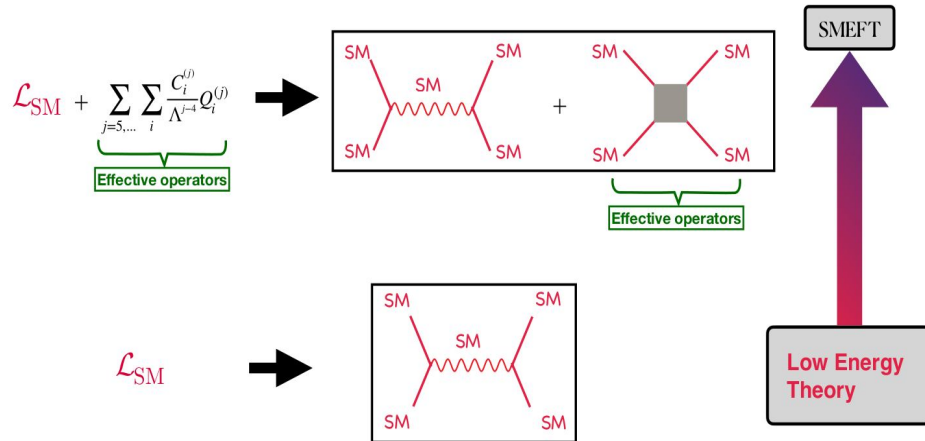 SMEFT
ℒSM + ∑j=5,... ∑i Ci(j)/Λj−4 Qi(j)
Effective operators
SM SM SM SM
SM
+
SM SM SM SM
Effective operators
ℒSM
SM SM
SM
SM SM
Low Energy
Theory